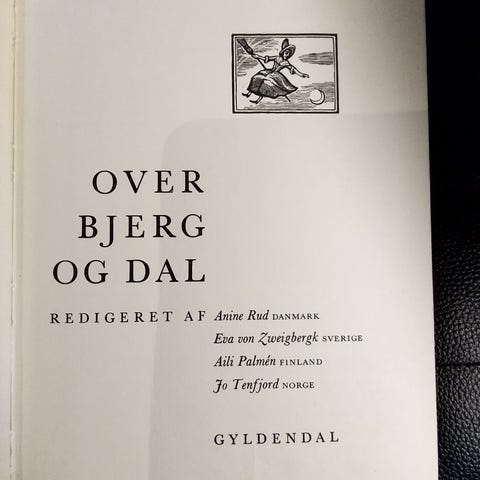 OVER
BJERG
OG DAL
REDIGERET AF Anine Rud DANMARK
Eva von Zweigbergk SVERIGE
Aili Palmén FINLAND
Jo Tenfjord NORGE
GYLDENDAL